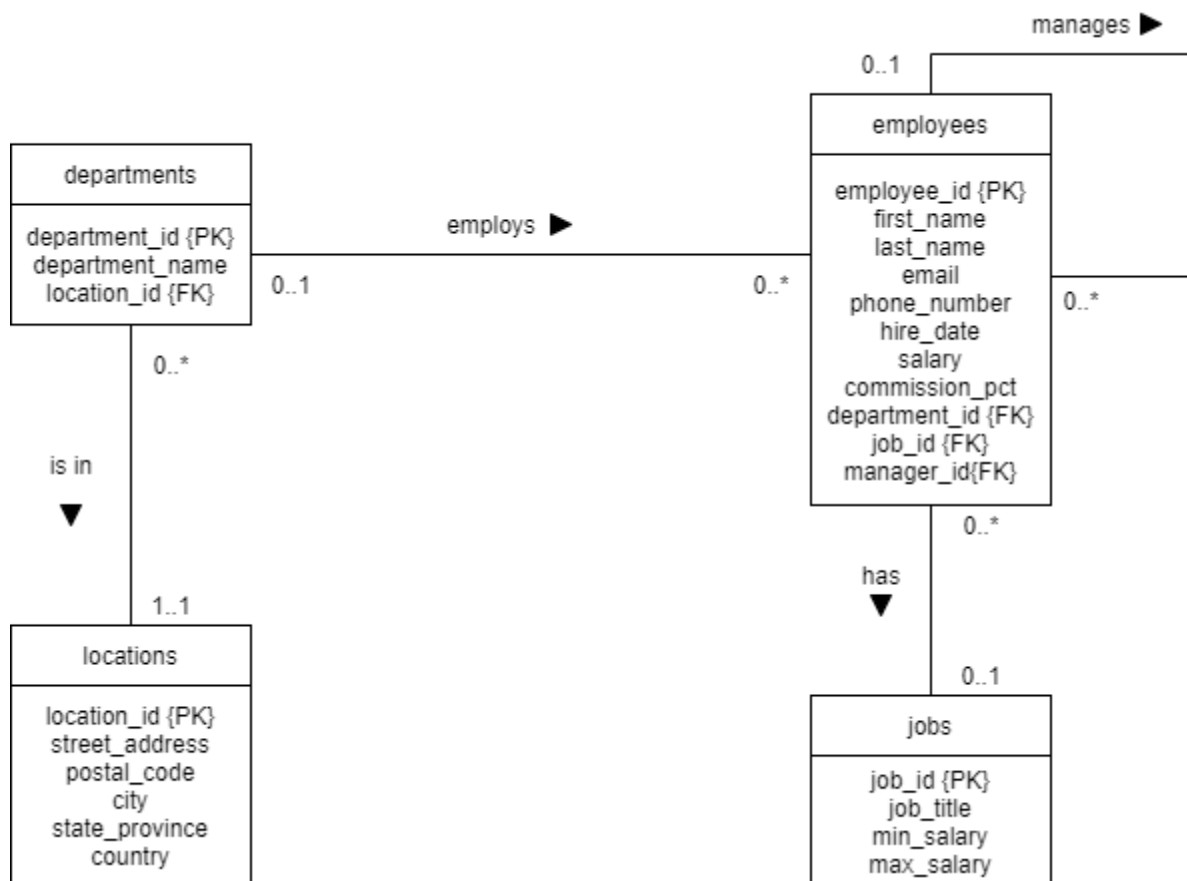 manages ▶
0..1
employees
employee_id {PK}
first_name
last_name
email
phone_number
hire_date
salary
commission_pct
department_id {FK}
job_id {FK}
manager_id{FK}
departments
department_id {PK}
department_name
location_id {FK}
employs ▶
0..1
0..*
0..*
0..*
is in
▼
1..1
0..*
has
▼
0..1
locations
location_id {PK}
street_address
postal_code
city
state_province
country
jobs
job_id {PK}
job_title
min_salary
max_salary